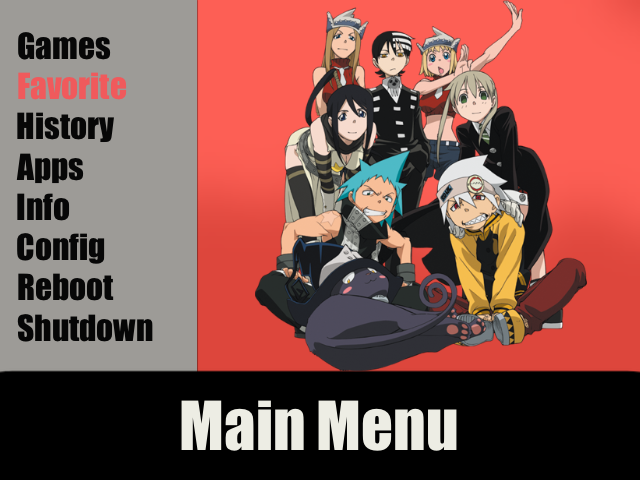 Games
Favorite
History
Apps
Info
Config
Reboot
Shutdown
Main Menu